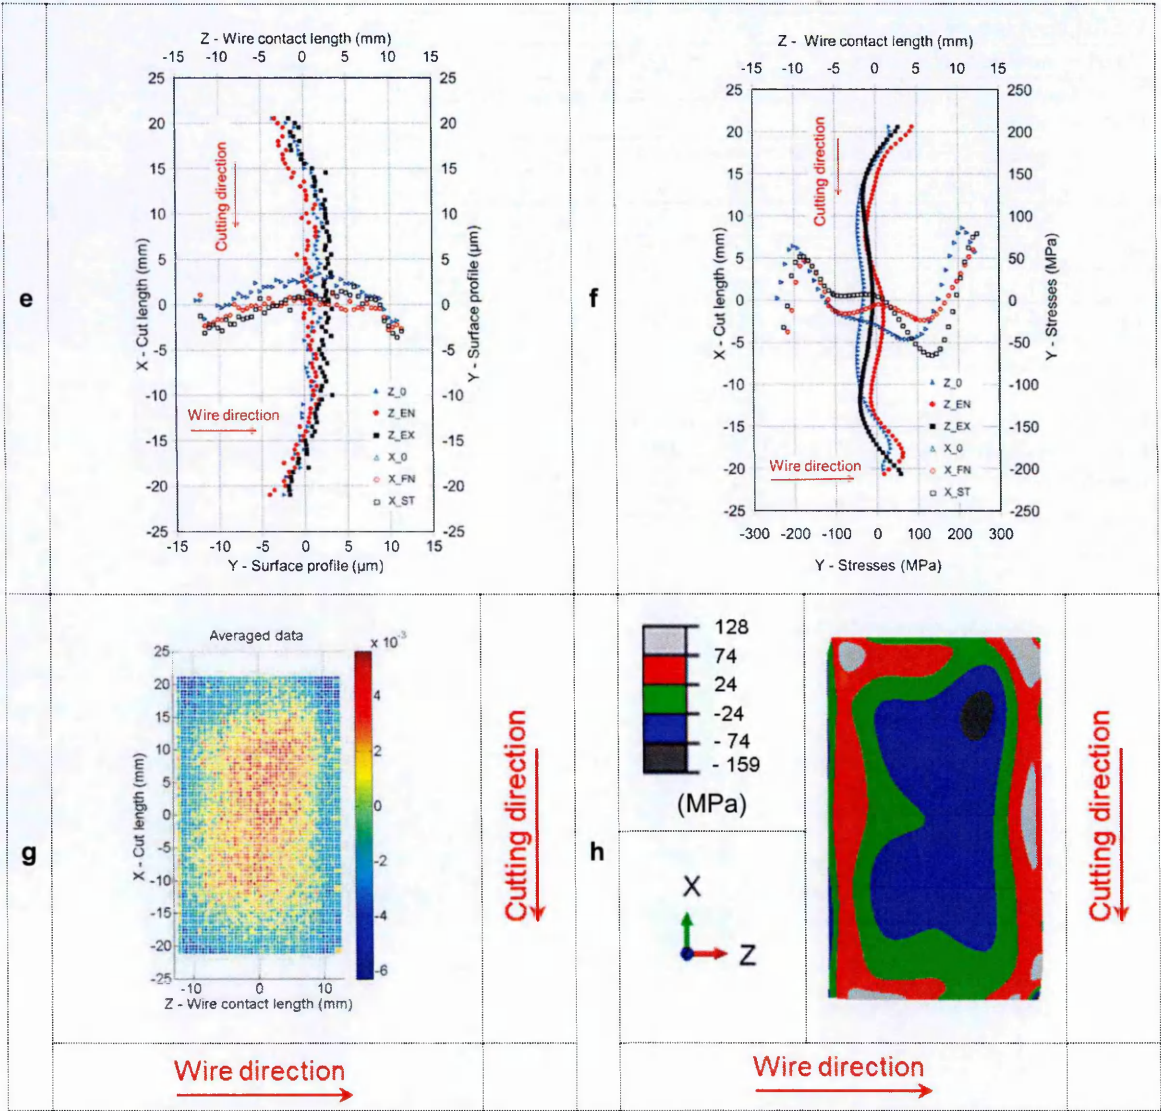 e
Z - Wire contact length (mm)
-15 -10 -5 0 5 10 15
25 20 15 10 5 0 -5 -10 -15 -20 -25
X - Cut length (mm)
Cutting direction
Wire direction
25 20 15 10 5 0 -5 -10 -15 -20 -25
Y - Surface profile (µm)
Z_0
Z_EN
Z_EX
X_0
X_FN
X_ST
-15 -10 -5 0 5 10 15
Y - Surface profile (µm)
f
Z - Wire contact length (mm)
-15 -10 -5 0 5 10 15
25 20 15 10 5 0 -5 -10 -15 -20 -25
X - Cut length (mm)
Cutting direction
Wire direction
250 200 150 100 50 0 -50 -100 -150 -200 -250
Y - Stresses (MPa)
Z_0
Z_EN
Z_EX
X_0
X_FN
X_ST
-300 -200 -100 0 100 200 300
Y - Stresses (MPa)
g
Averaged data
x 10⁻³
25 20 15 10 5 0 -5 -10 -15 -20 -25
X - Cut length (mm)
4 2 0 -2 -4 -6
-10 0 10
Z - Wire contact length (mm)
Cutting direction
Wire direction
h
128
74
24
-24
- 74
- 159
(MPa)
X
Z
Cutting direction
Wire direction